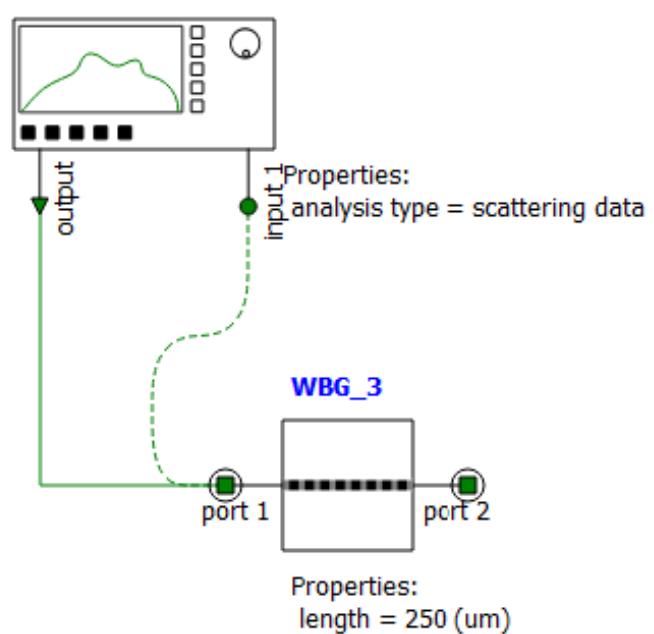 output
input 1
Properties:
analysis type = scattering data
WBG_3
port 1
port 2
Properties:
length = 250 (um)